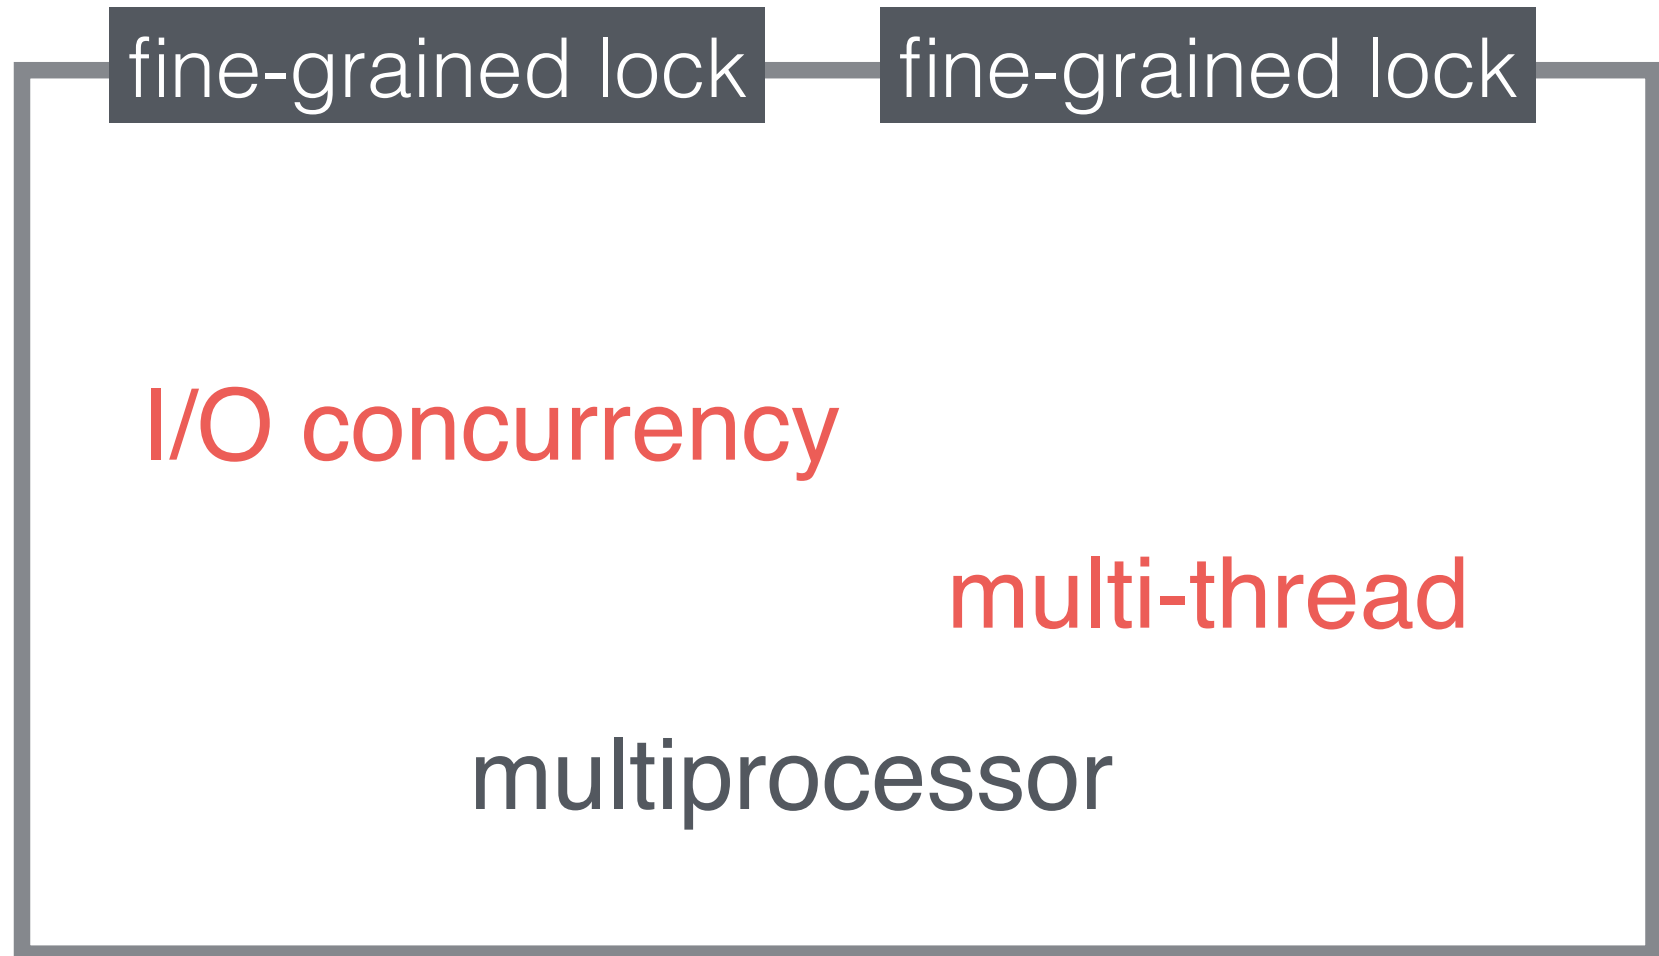 fine-grained lock fine-grained lock
I/O concurrency
multi-thread
multiprocessor